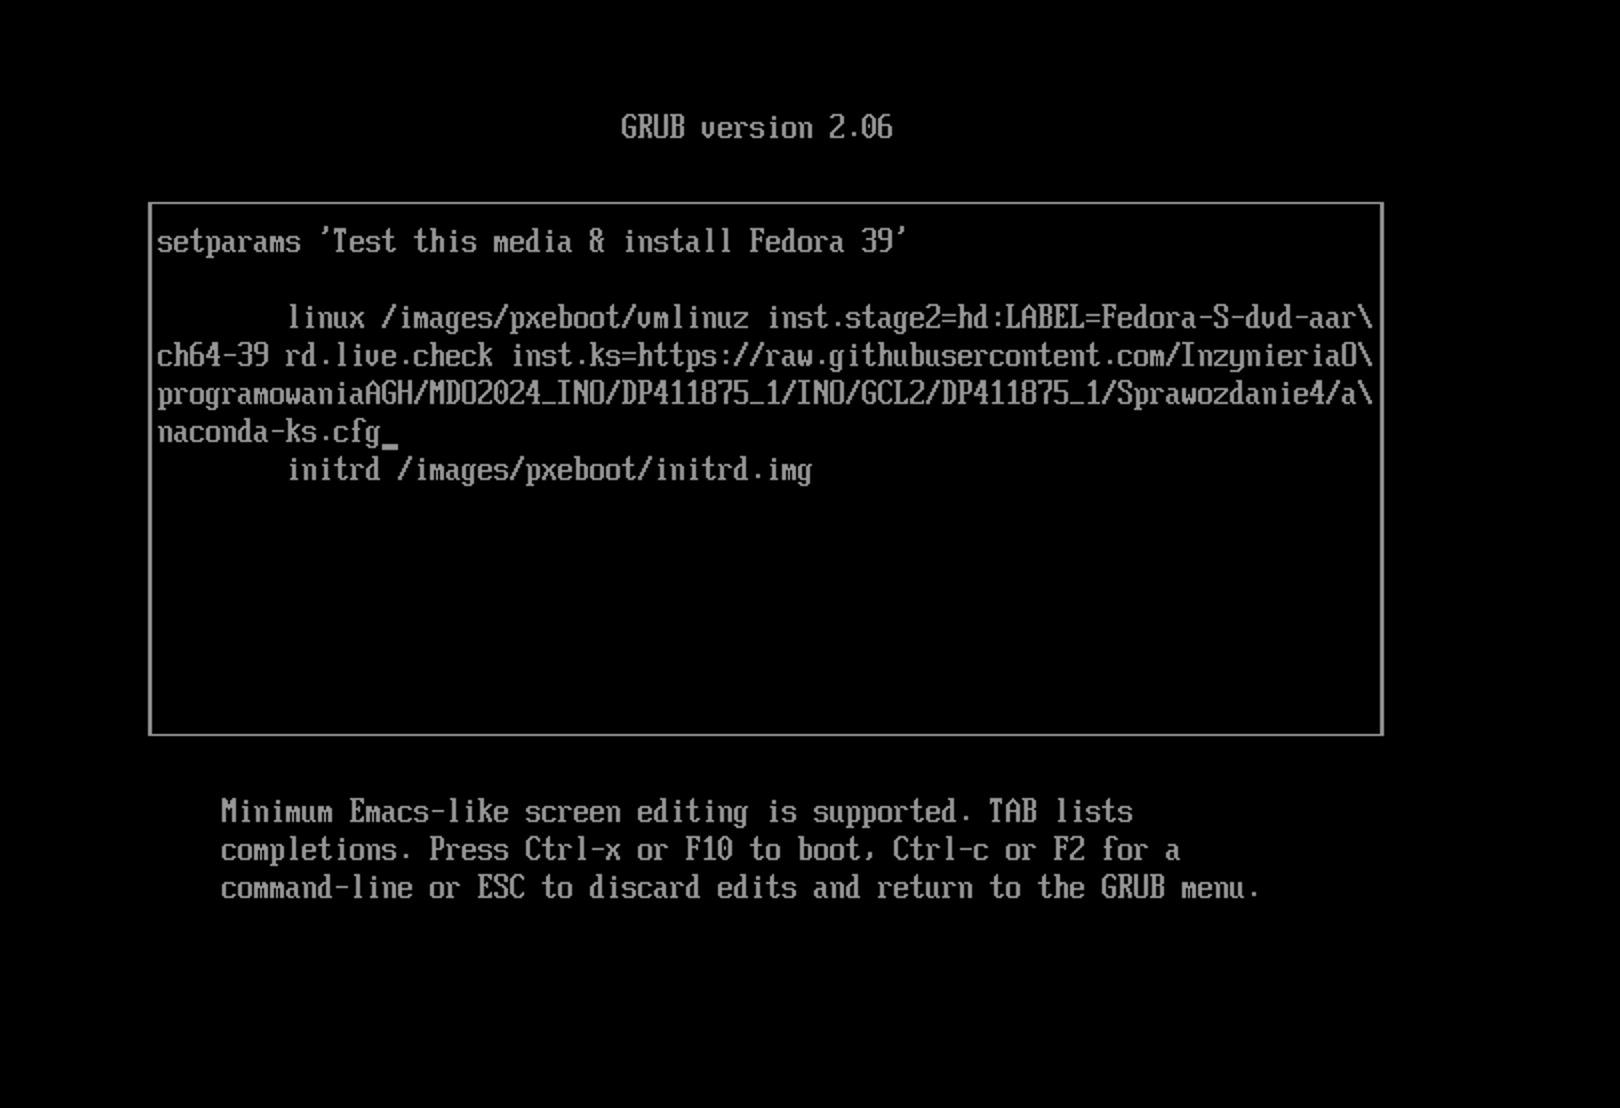 GRUB version 2.06
setparams 'Test this media & install Fedora 39'
linux /images/pxeboot/vmlinuz inst.stage2=hd:LABEL=Fedora-S-dvd-aar\
ch64-39 rd.live.check inst.ks=https://raw.githubusercontent.com/InzynieriaO\
programowaniaAGH/MDO2024_INO/DP411875_1/INO/GCL2/DP411875_1/Sprawozdanie4/a\
naconda-ks.cfg_
initrd /images/pxeboot/initrd.img
Minimum Emacs-like screen editing is supported. TAB lists
completions. Press Ctrl-x or F10 to boot, Ctrl-c or F2 for a
command-line or ESC to discard edits and return to the GRUB menu.